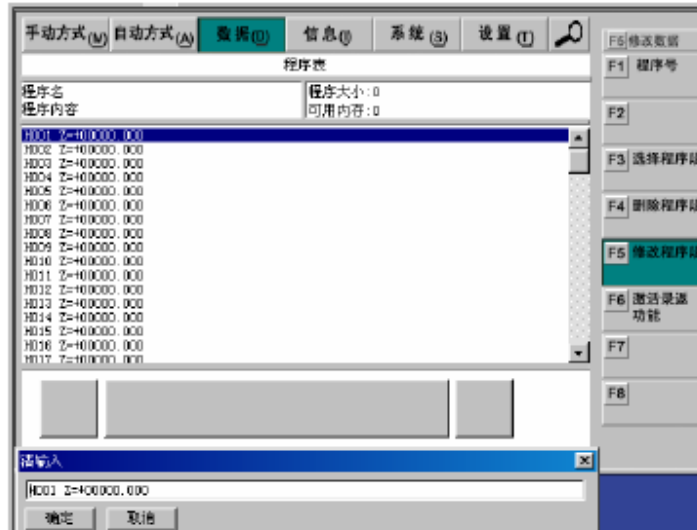 手动方式(M) 自动方式(A) 数据(D) 信息(I) 系统(S) 设置(T)
程序表
程序名
程序内容
程序大小:0
可用内存:0
H001 Z=+00000.000
H002 Z=+00000.000
H003 Z=+00000.000
H004 Z=+00000.000
H005 Z=+00000.000
H006 Z=+00000.000
H007 Z=+00000.000
H008 Z=+00000.000
H009 Z=+00000.000
H010 Z=+00000.000
H011 Z=+00000.000
H012 Z=+00000.000
H013 Z=+00000.000
H014 Z=+00000.000
H015 Z=+00000.000
H016 Z=+00000.000
H017 Z=+00000.000
F5 修改数据
F1 程序号
F2
F3 选择程序
F4 删除程序
F5 修改程序
F6 激活录返
功能
F7
F8
请输入
H001 Z=+00000.000
确定 取消